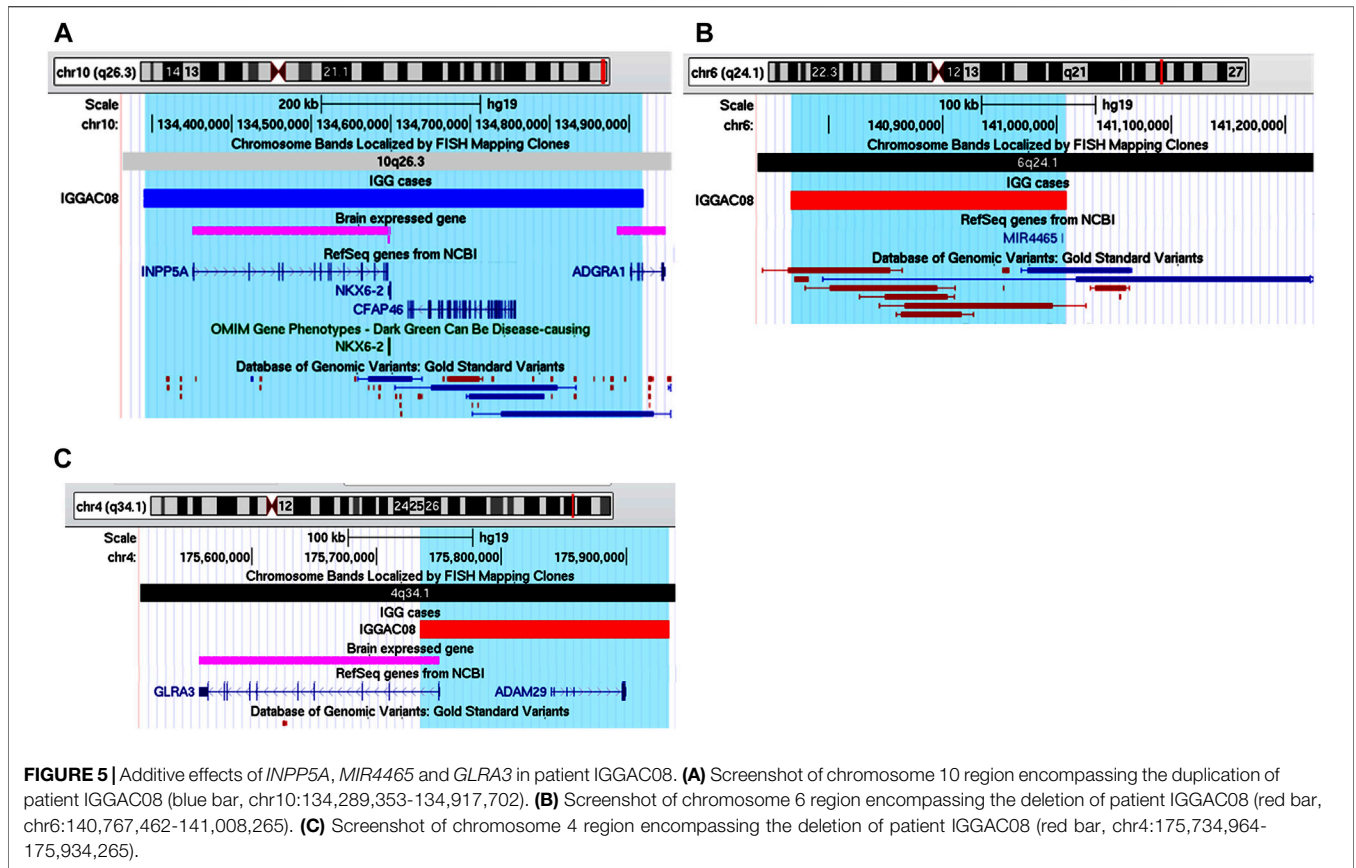 A
chr10 (q26.3) 14 13 21.1
Scale 200 kb hg19
chr10: 134,400,000 134,500,000 134,600,000 134,700,000 134,800,000 134,900,000
Chromosome Bands Localized by FISH Mapping Clones
10q26.3
IGG cases
IGGAC08
Brain expressed gene
RefSeq genes from NCBI
INPP5A ADGRA1
NKX6-2
CFAP46
OMIM Gene Phenotypes - Dark Green Can Be Disease-causing
NKX6-2
Database of Genomic Variants: Gold Standard Variants
B
chr6 (q24.1) 22.3 12 13 q21 27
Scale 100 kb hg19
chr6: 140,900,000 141,000,000 141,100,000 141,200,000
Chromosome Bands Localized by FISH Mapping Clones
6q24.1
IGG cases
IGGAC08
RefSeq genes from NCBI
MIR4465
Database of Genomic Variants: Gold Standard Variants
C
chr4 (q34.1) 12 24 25 26
Scale 100 kb hg19
chr4: 175,600,000 175,700,000 175,800,000 175,900,000
Chromosome Bands Localized by FISH Mapping Clones
4q34.1
IGG cases
IGGAC08
Brain expressed gene
RefSeq genes from NCBI
GLRA3 ADAM29
Database of Genomic Variants: Gold Standard Variants
FIGURE 5 | Additive effects of INPP5A, MIR4465 and GLRA3 in patient IGGAC08. (A) Screenshot of chromosome 10 region encompassing the duplication of
patient IGGAC08 (blue bar, chr10:134,289,353-134,917,702). (B) Screenshot of chromosome 6 region encompassing the deletion of patient IGGAC08 (red bar,
chr6:140,767,462-141,008,265). (C) Screenshot of chromosome 4 region encompassing the deletion of patient IGGAC08 (red bar, chr4:175,734,964-
175,934,265).